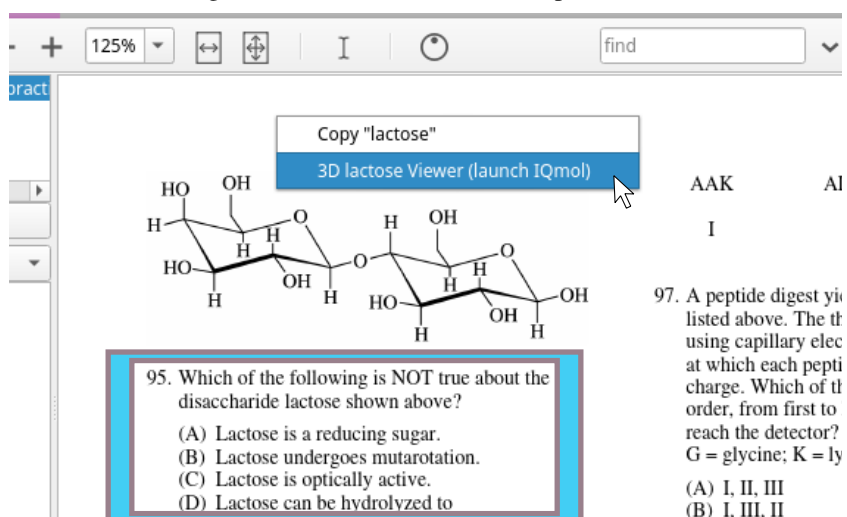 125%
find
pract
Copy "lactose"
3D lactose Viewer (launch IQmol)
HO
OH
O
H
H
H
H
HO
OH
H
H
O
H
OH
O
H
H
HO
OH
OH
H
H
95. Which of the following is NOT true about the
disaccharide lactose shown above?
(A) Lactose is a reducing sugar.
(B) Lactose undergoes mutarotation.
(C) Lactose is optically active.
(D) Lactose can be hydrolyzed to
AAK
I
97. A peptide digest yie
listed above. The th
using capillary elec
at which each pepti
charge. Which of th
order, from first to
reach the detector?
G = glycine; K = ly
(A) I, II, III
(B) I, III, II